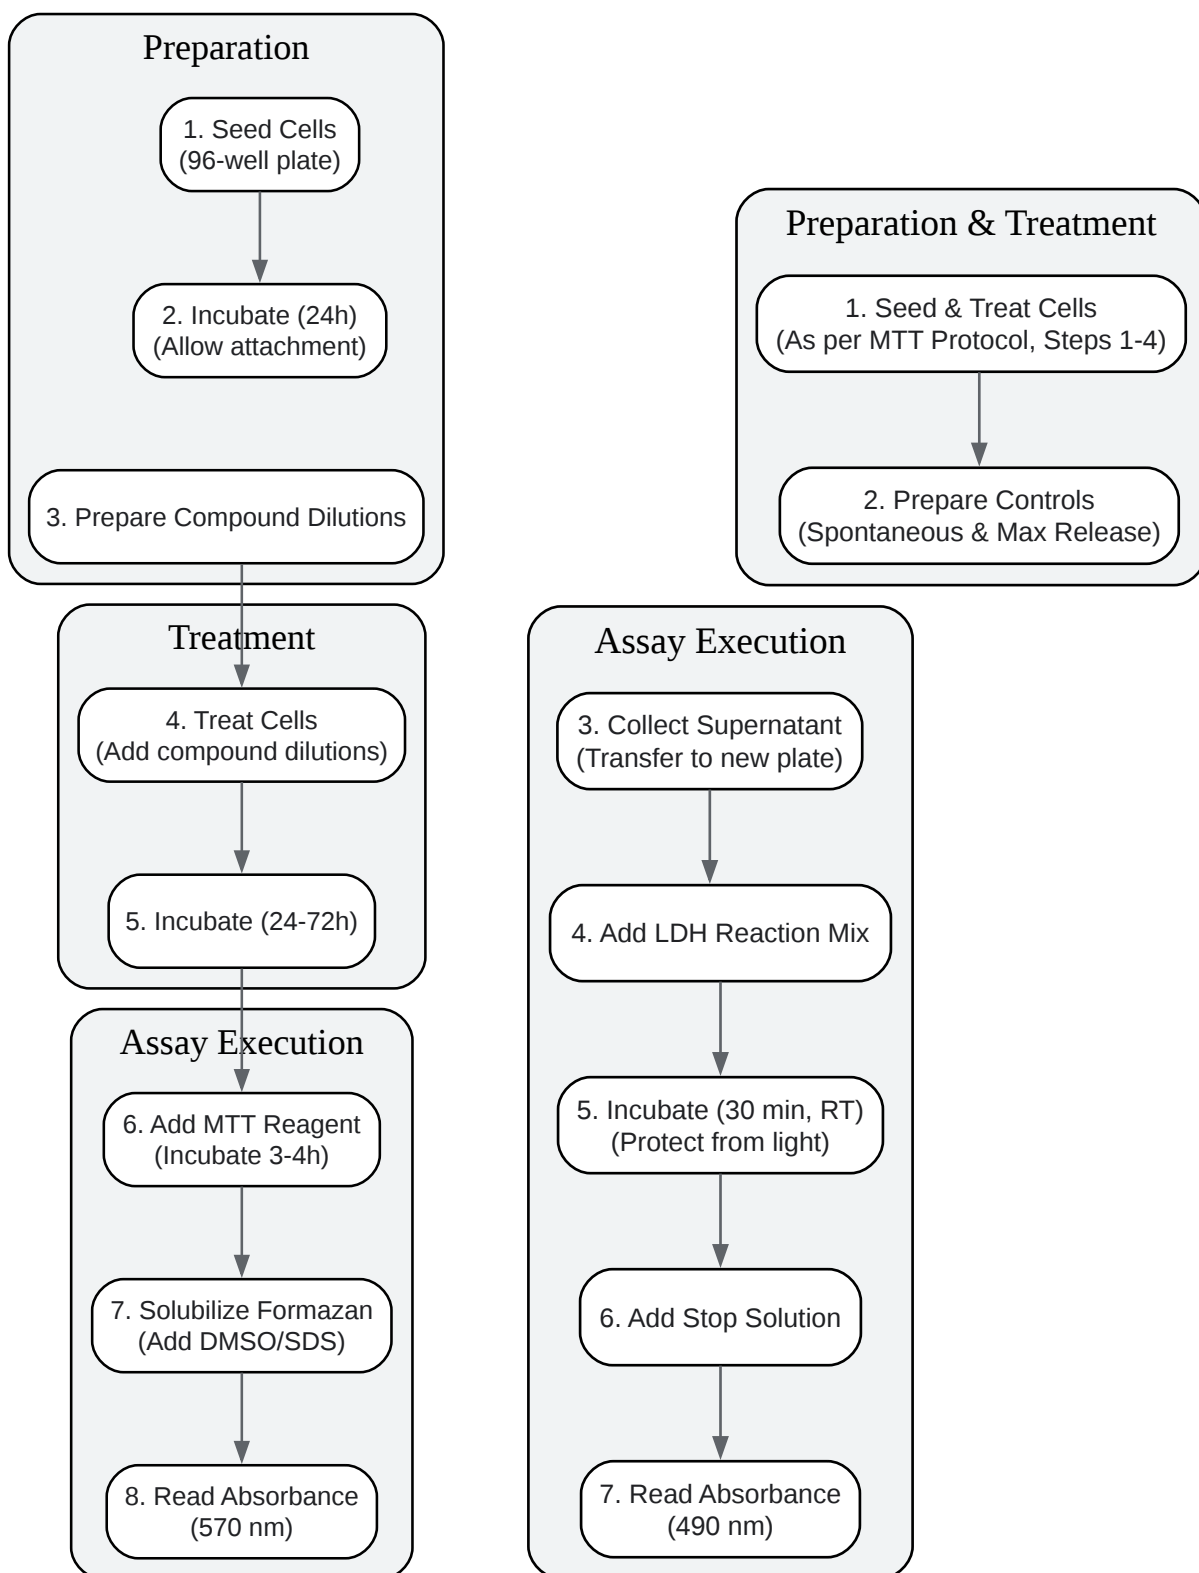 Preparation
1. Seed Cells
(96-well plate)
2. Incubate (24h)
(Allow attachment)
3. Prepare Compound Dilutions
Treatment
4. Treat Cells
(Add compound dilutions)
5. Incubate (24-72h)
Assay Execution
6. Add MTT Reagent
(Incubate 3-4h)
7. Solubilize Formazan
(Add DMSO/SDS)
8. Read Absorbance
(570 nm)
Preparation & Treatment
1. Seed & Treat Cells
(As per MTT Protocol, Steps 1-4)
2. Prepare Controls
(Spontaneous & Max Release)
Assay Execution
3. Collect Supernatant
(Transfer to new plate)
4. Add LDH Reaction Mix
5. Incubate (30 min, RT)
(Protect from light)
6. Add Stop Solution
7. Read Absorbance
(490 nm)